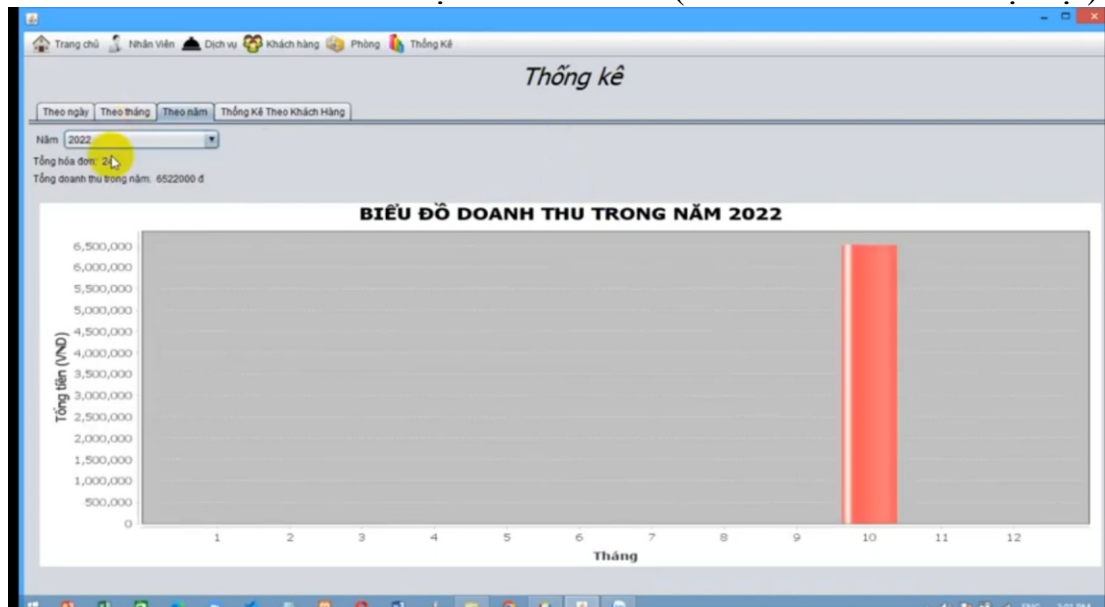 Trang chủ Nhân Viên Dịch vụ Khách hàng Phòng Thống Kê
Thống kê
Theo ngày Theo tháng Theo năm Thống Kê Theo Khách Hàng
Năm 2022
Tổng hóa đơn:
Tổng doanh thu trong năm: 6522000 đ
BIỂU ĐỒ DOANH THU TRONG NĂM 2022
Tổng tiền (VND)
6,500,000
6,000,000
5,500,000
5,000,000
4,500,000
4,000,000
3,500,000
3,000,000
2,500,000
2,000,000
1,500,000
1,000,000
500,000
0
1 2 3 4 5 6 7 8 9 10 11 12
Tháng